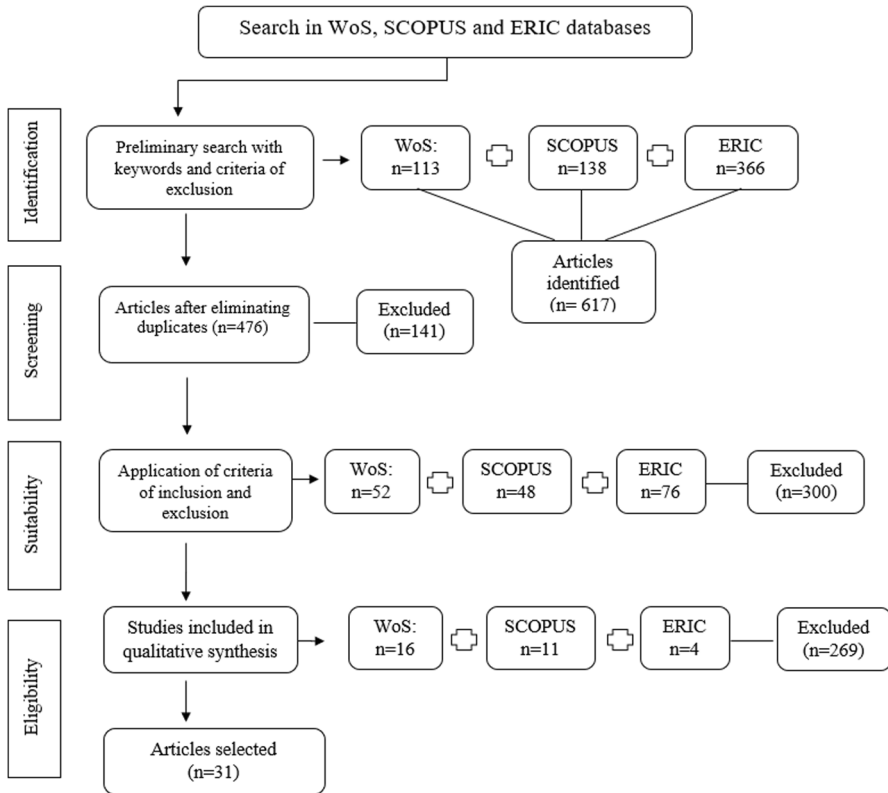 Search in WoS, SCOPUS and ERIC databases
Identification
Preliminary search with
keywords and criteria of
exclusion
WoS:
n=113
SCOPUS
n=138
ERIC
n=366
Articles
identified
(n= 617)
Screening
Articles after eliminating
duplicates (n=476)
Excluded
(n=141)
Suitability
Application of criteria
of inclusion and
exclusion
WoS:
n=52
SCOPUS
n=48
ERIC
n=76
Excluded
(n=300)
Eligibility
Studies included in
qualitative synthesis
WoS:
n=16
SCOPUS
n=11
ERIC
n=4
Excluded
(n=269)
Articles selected
(n=31)